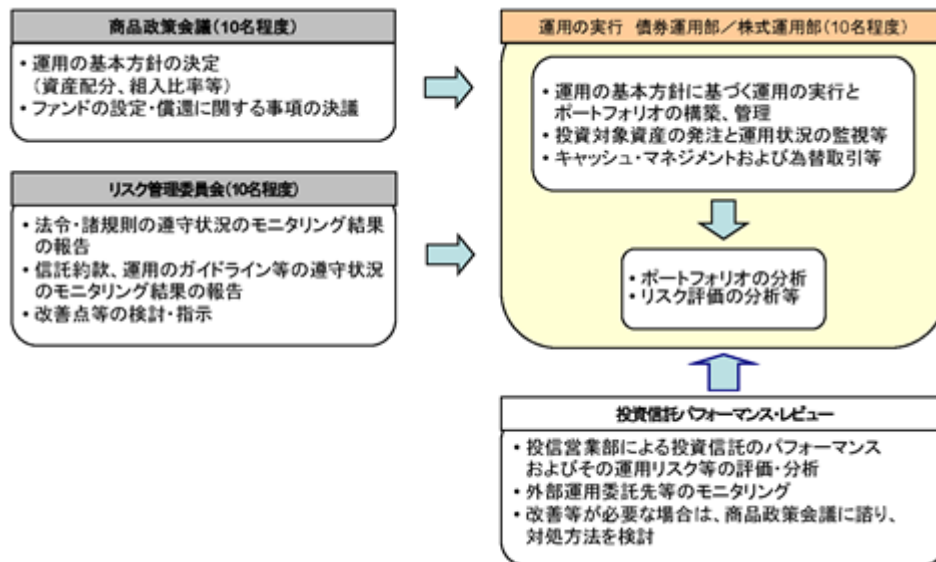 商品政策会議(10名程度)
• 運用の基本方針の決定
(資産配分、組入比率等)
• ファンドの設定・償還に関する事項の決議
リスク管理委員会(10名程度)
• 法令・諸規則の遵守状況のモニタリング結果
の報告
• 信託約款、運用のガイドライン等の遵守状況
のモニタリング結果の報告
• 改善点等の検討・指示
運用の実行 債券運用部/株式運用部(10名程度)
• 運用の基本方針に基づく運用の実行と
ポートフォリオの構築、管理
• 投資対象資産の発注と運用状況の監視等
• キャッシュ・マネジメントおよび為替取引等
• ポートフォリオの分析
• リスク評価の分析等
投資信託パフォーマンス・レビュー
• 投信営業部による投資信託のパフォーマンス
およびその運用リスク等の評価・分析
• 外部運用委託先等のモニタリング
• 改善等が必要な場合は、商品政策会議に諮り、
対処方法を検討